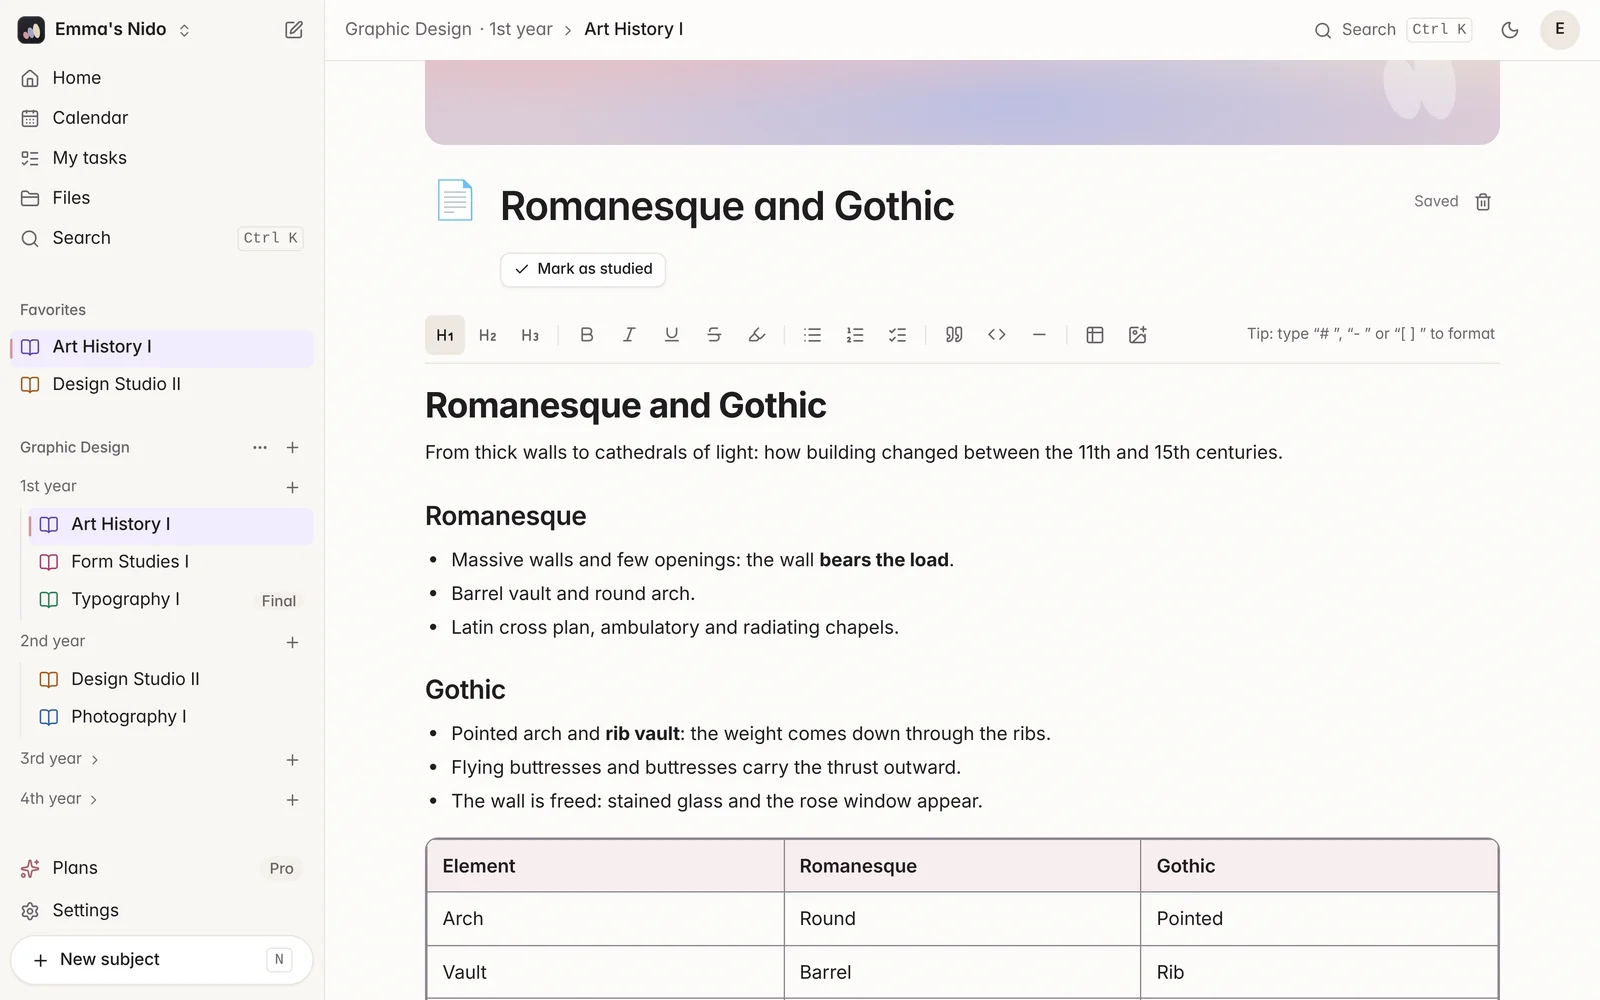 Emma's Nido
Home
Calendar
My tasks
Files
Search Ctrl K
Favorites
Art History I
Design Studio II
Graphic Design
1st year
Art History I
Form Studies I
Typography I Final
2nd year
Design Studio II
Photography I
3rd year
4th year
Plans Pro
Settings
New subject N
Graphic Design · 1st year › Art History I
Search Ctrl K
E
Romanesque and Gothic
Saved
Mark as studied
H1 H2 H3 B I U S
Tip: type “# ”, “- ” or “[ ] ” to format
Romanesque and Gothic
From thick walls to cathedrals of light: how building changed between the 11th and 15th centuries.
Romanesque
• Massive walls and few openings: the wall bears the load.
• Barrel vault and round arch.
• Latin cross plan, ambulatory and radiating chapels.
Gothic
• Pointed arch and rib vault: the weight comes down through the ribs.
• Flying buttresses and buttresses carry the thrust outward.
• The wall is freed: stained glass and the rose window appear.
Element Romanesque Gothic
Arch Round Pointed
Vault Barrel Rib